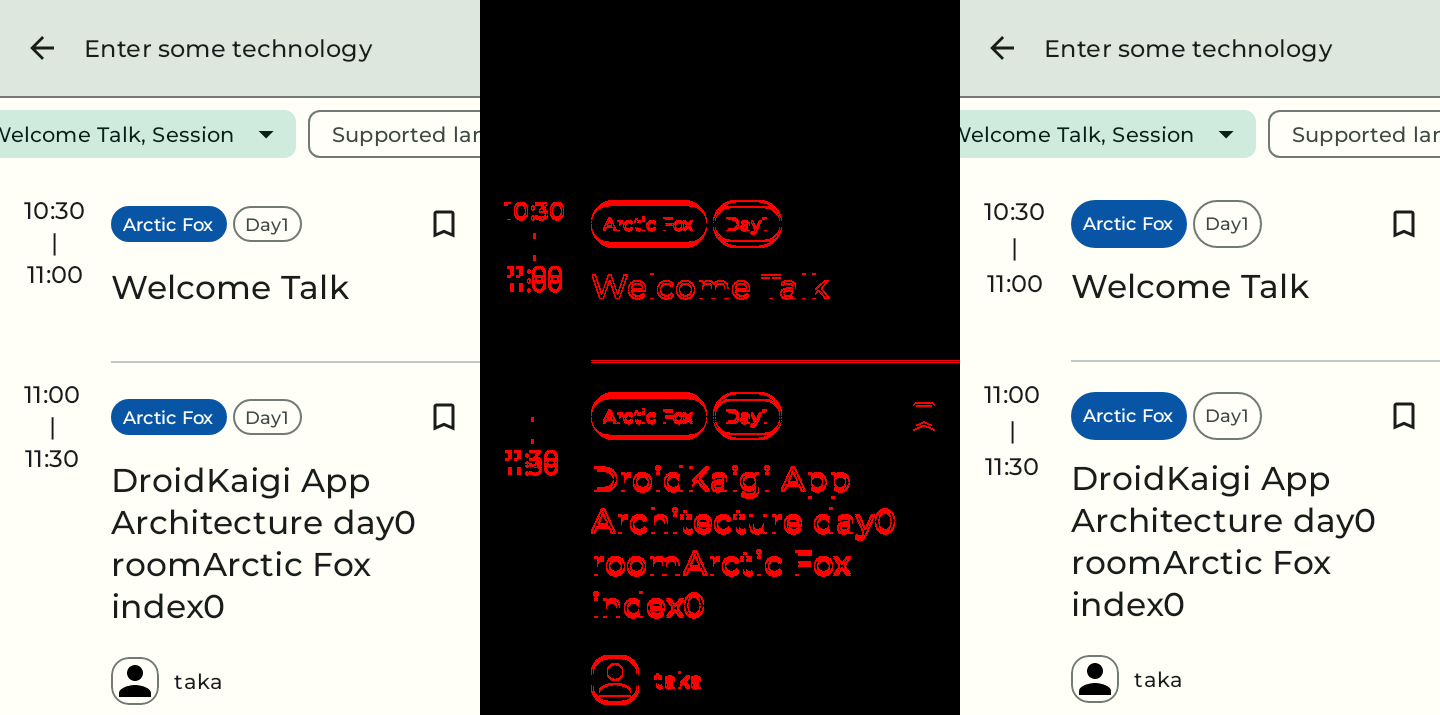 Enter some technology
Welcome Talk, Session
Supported lar
10:30
|
11:00
Arctic Fox
Day1
Welcome Talk
11:00
|
11:30
Arctic Fox
Day1
DroidKaigi App
Architecture day0
roomArctic Fox
index0
taka
10:30
11:00
Arctic Fox
Day1
Welcome Talk
11:30
Arctic Fox
Day1
DroidKaigi App
Architecture day0
roomArctic Fox
index0
taka
Enter some technology
Welcome Talk, Session
Supported lar
10:30
|
11:00
Arctic Fox
Day1
Welcome Talk
11:00
|
11:30
Arctic Fox
Day1
DroidKaigi App
Architecture day0
roomArctic Fox
index0
taka